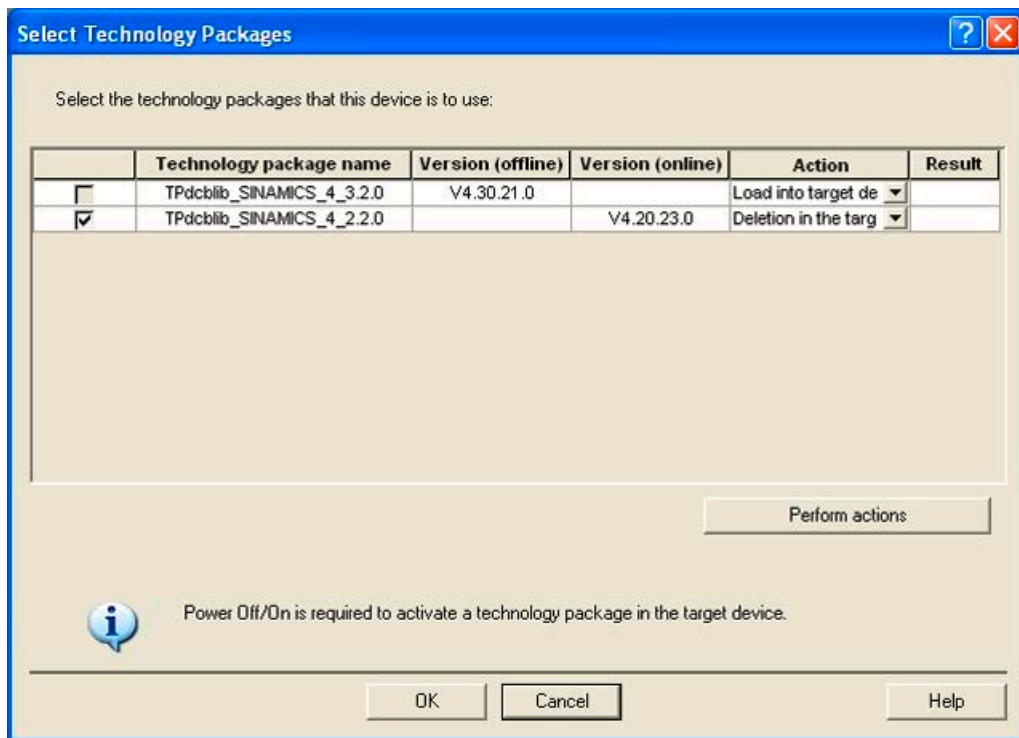 Select Technology Packages
Select the technology packages that this device is to use:
Technology package name Version (offline) Version (online) Action Result
TPdcblib_SINAMICS_4_3.2.0 V4.30.21.0 Load into target de
TPdcblib_SINAMICS_4_2.2.0 V4.20.23.0 Deletion in the targ
Perform actions
Power Off/On is required to activate a technology package in the target device.
OK Cancel Help